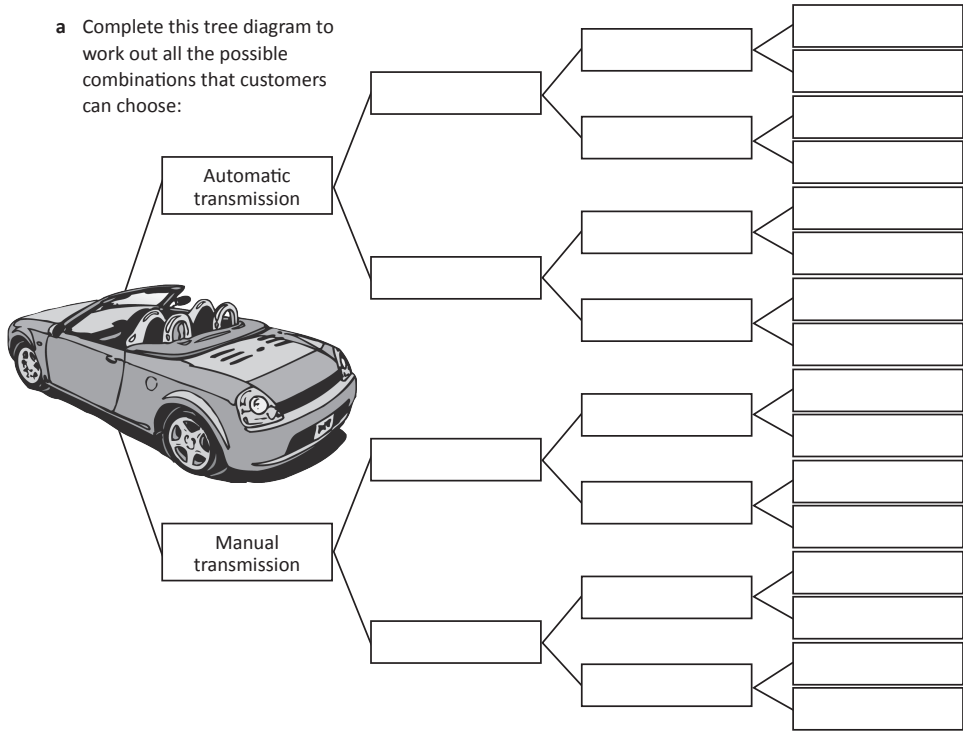 a Complete this tree diagram to
work out all the possible
combinations that customers
can choose:
Automatic
transmission
Manual
transmission